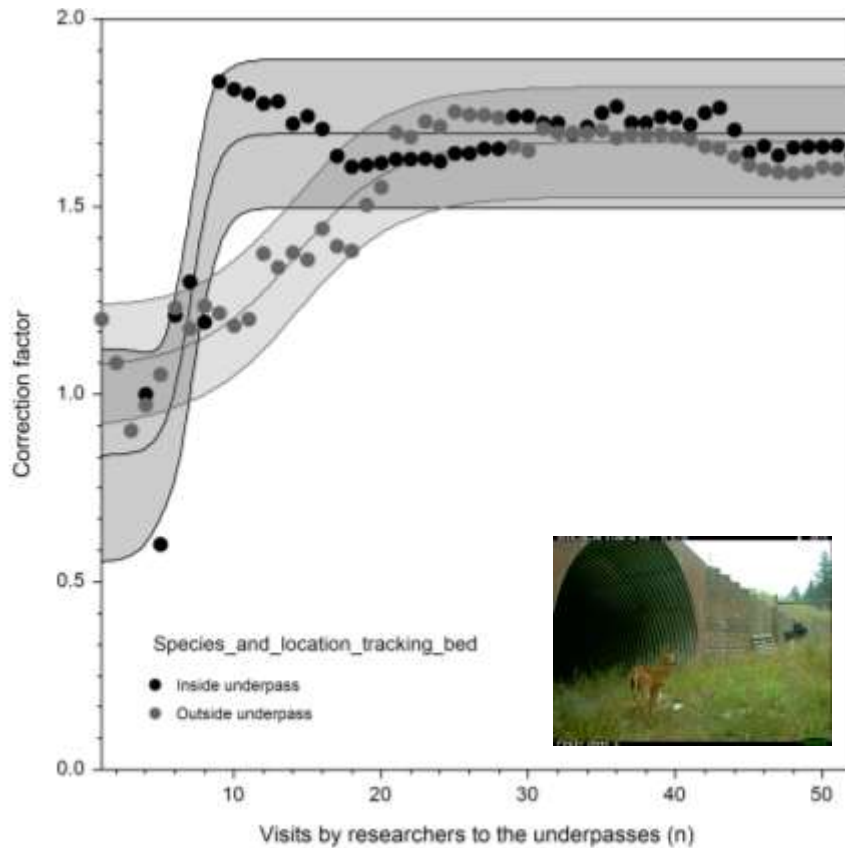 2.0
1.5
1.0
0.5
0.0
Correction factor
Species_and_location_tracking_bed
Inside underpass
Outside underpass
10
20
30
40
50
Visits by researchers to the underpasses (n)